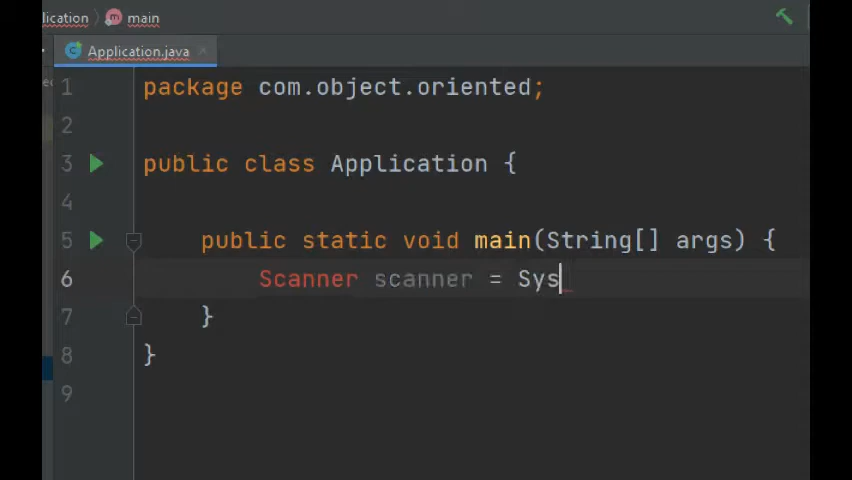 lication main
Application.java
ec
1 package com.object.oriented;
2
3 public class Application {
4
5 public static void main(String[] args) {
6 Scanner scanner = Sys
7 }
8 }
9